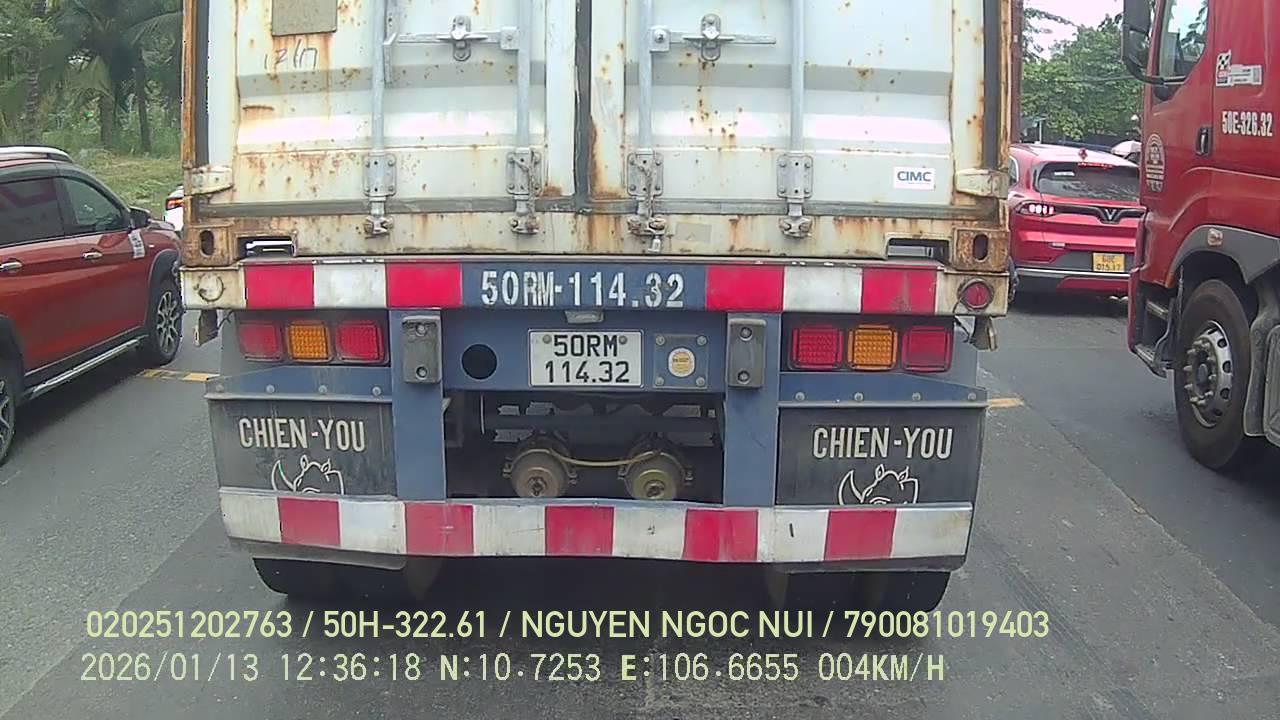 CIMC
50E-326.32
50RM-114.32
50RM
114.32
CHIEN-YOU
CHIEN-YOU
020251202763 / 50H-322.61 / NGUYEN NGOC NUI / 790081019403
2026/01/13 12:36:18 N:10.7253 E:106.6655 004KM/H